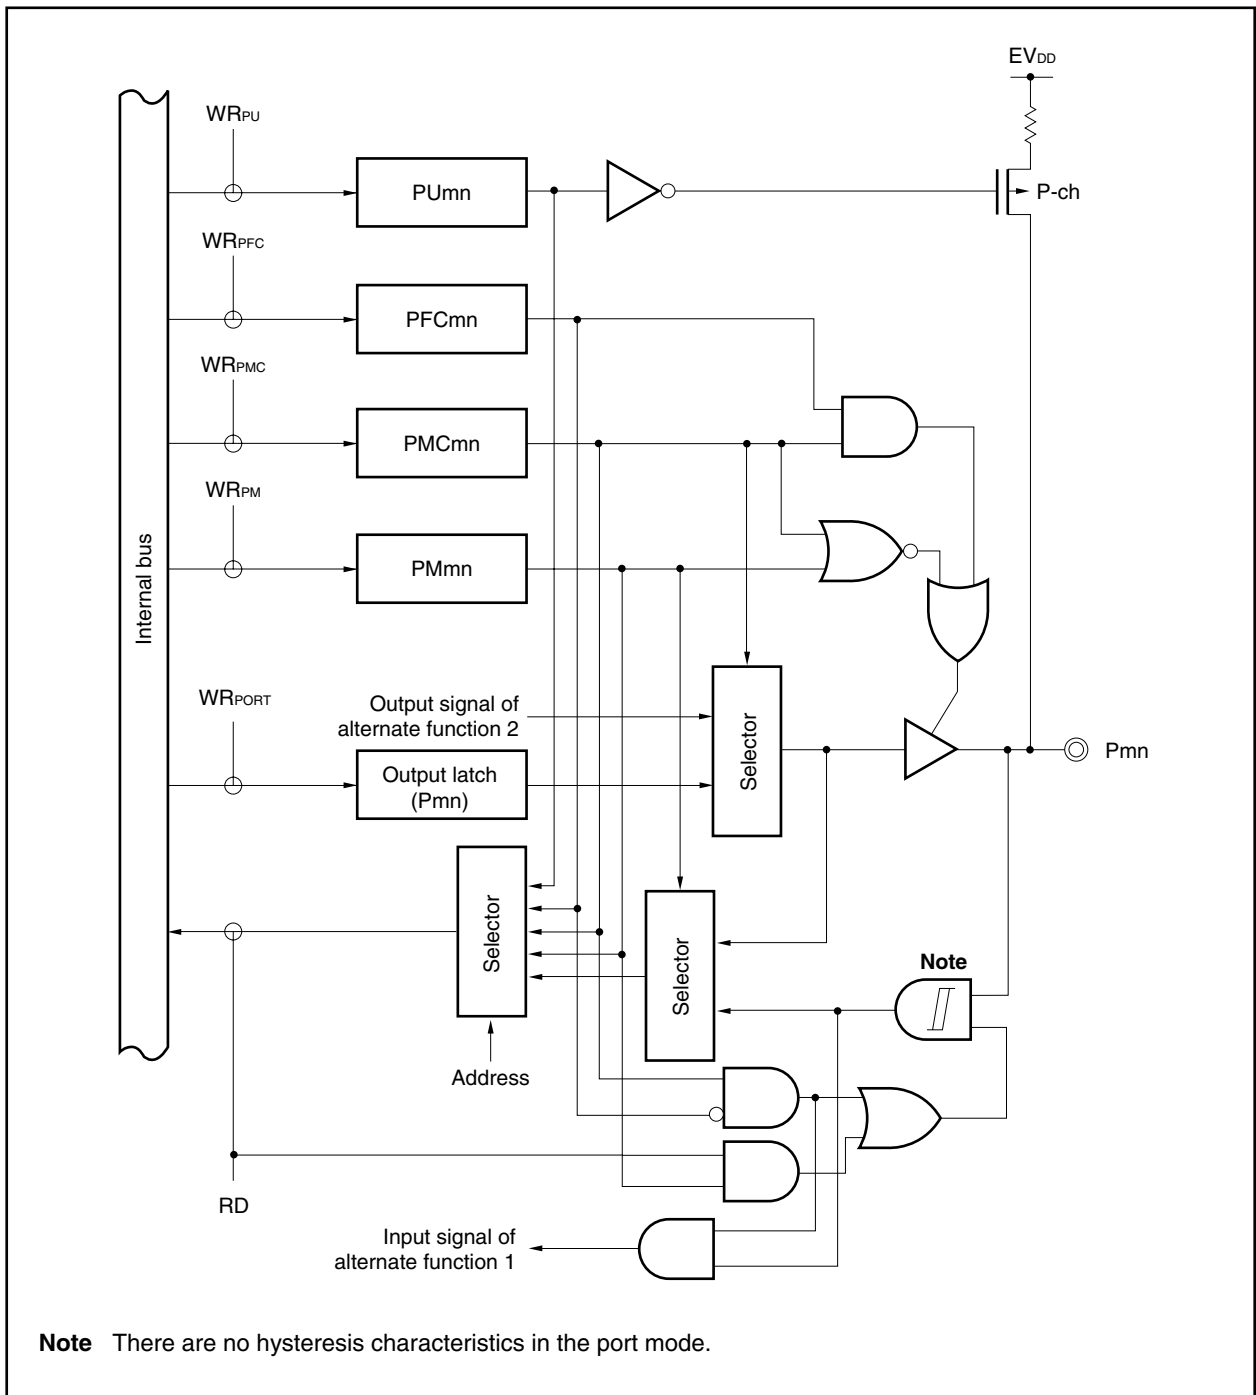 EVDD
WRPU
PUmn
P-ch
WRPFC
PFCmn
WRPMC
PMCmn
WRPM
PMmn
Internal bus
WRPORT
Output signal of
alternate function 2
Selector
Pmn
Output latch
(Pmn)
Selector
Selector
Note
Address
RD
Input signal of
alternate function 1
Note There are no hysteresis characteristics in the port mode.